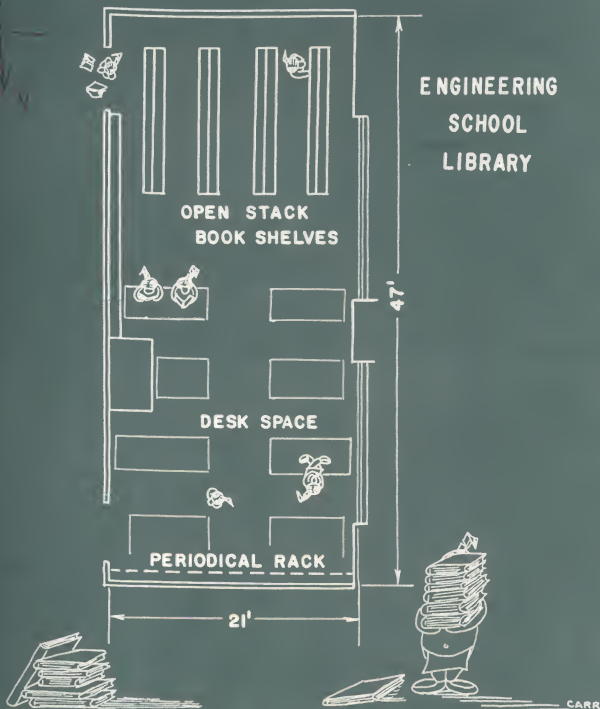 ENGINEERING
SCHOOL
LIBRARY
OPEN STACK
BOOK SHELVES
47'
DESK SPACE
PERIODICAL RACK
21'
CARR